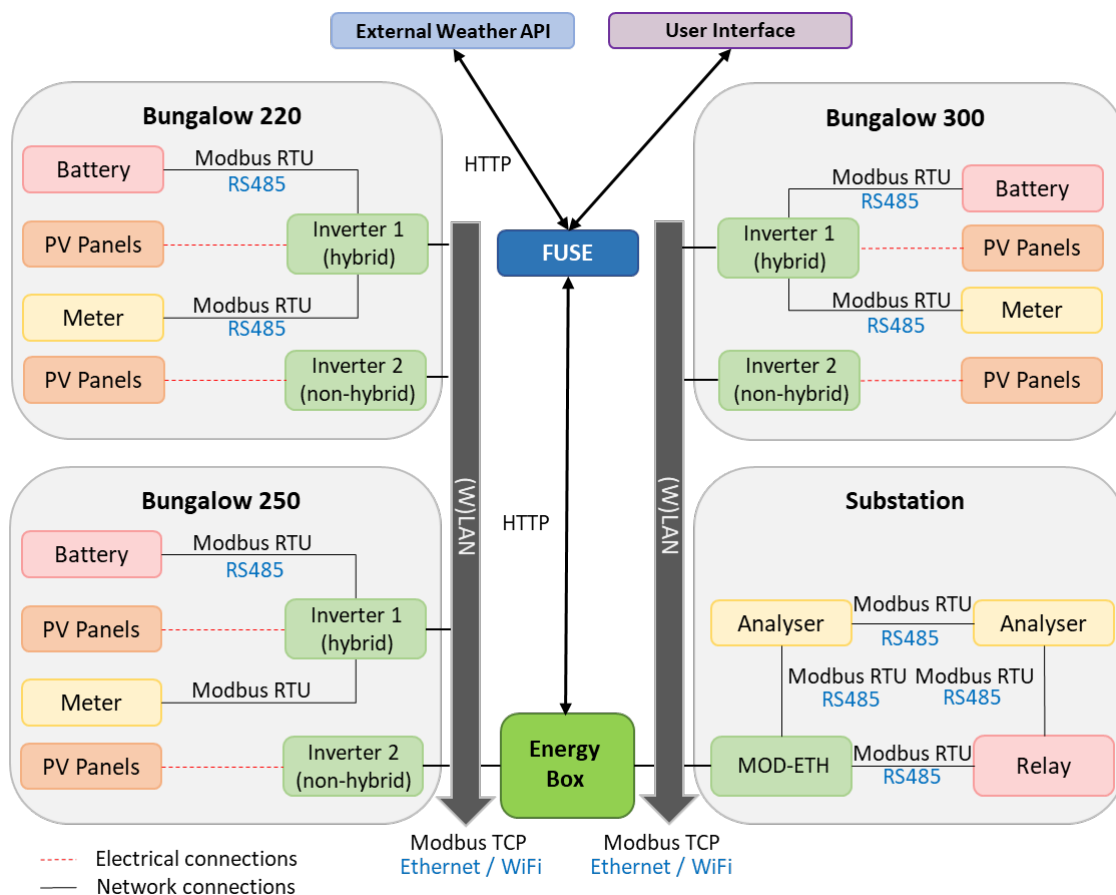 External Weather API
User Interface
HTTP
FUSE
Bungalow 220
Battery
Modbus RTU
RS485
PV Panels
Inverter 1
(hybrid)
Meter
Modbus RTU
RS485
PV Panels
Inverter 2
(non-hybrid)
Bungalow 300
Modbus RTU
RS485
Battery
Inverter 1
(hybrid)
PV Panels
Modbus RTU
RS485
Meter
Inverter 2
(non-hybrid)
PV Panels
(W)LAN
HTTP
(W)LAN
Bungalow 250
Battery
Modbus RTU
RS485
PV Panels
Inverter 1
(hybrid)
Meter
Modbus RTU
PV Panels
Inverter 2
(non-hybrid)
Energy
Box
Substation
Analyser
Modbus RTU
RS485
Analyser
Modbus RTU
RS485
Modbus RTU
RS485
MOD-ETH
Modbus RTU
RS485
Relay
Modbus TCP
Ethernet / WiFi
Modbus TCP
Ethernet / WiFi
Electrical connections
Network connections